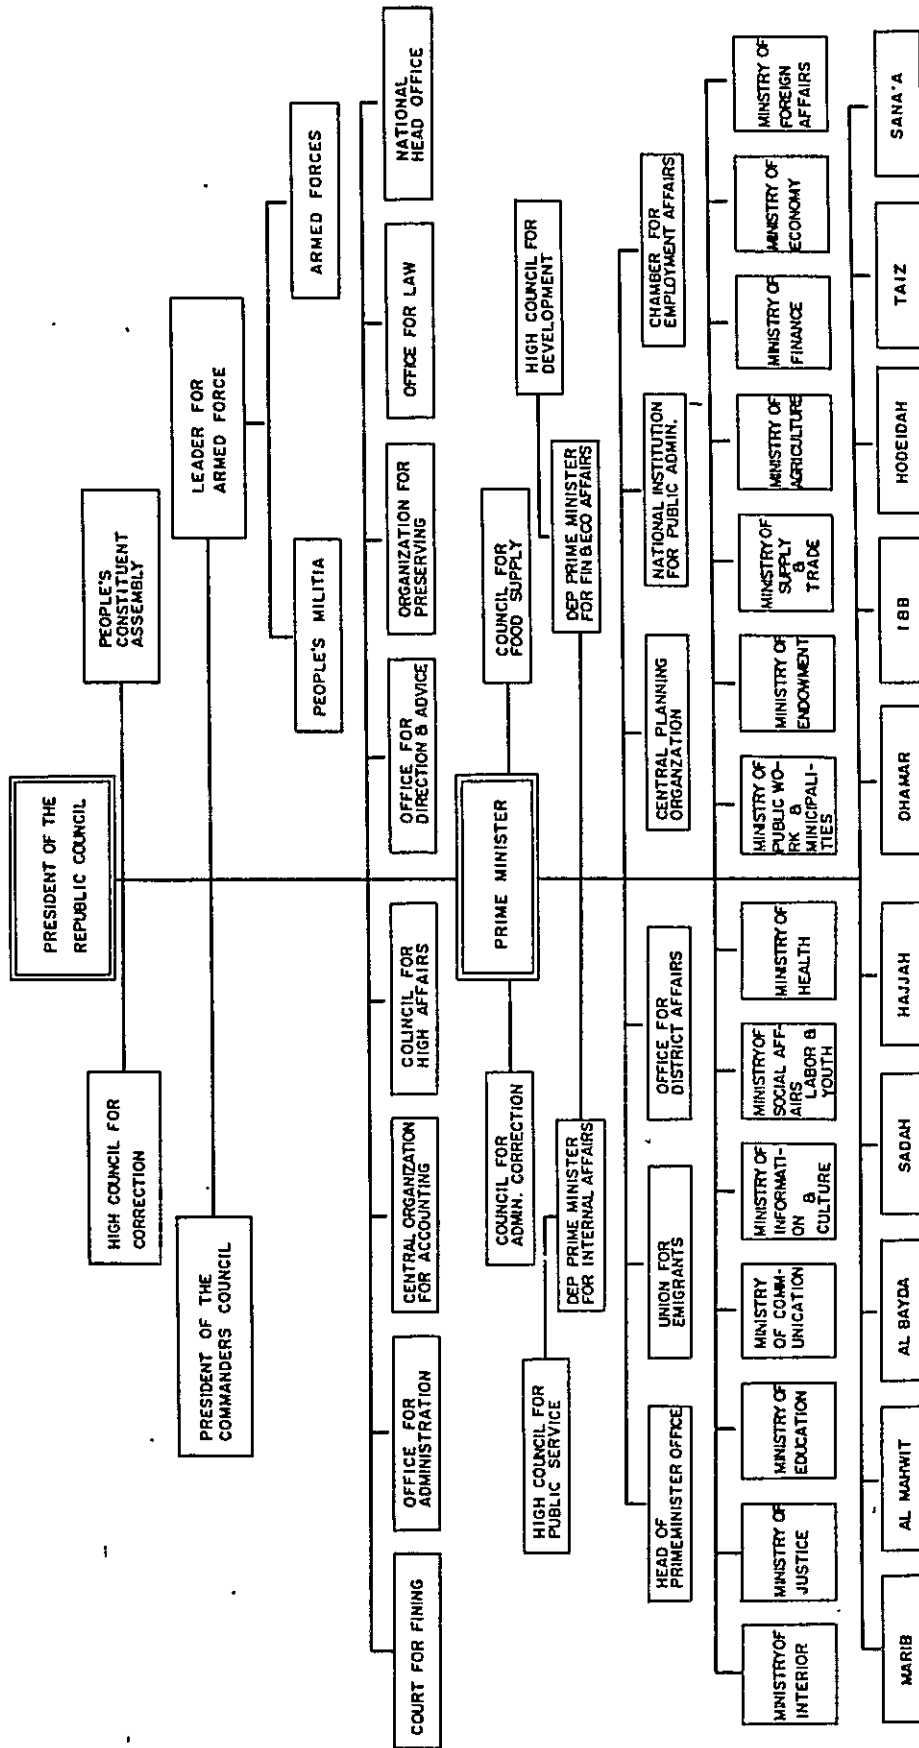 PRESIDENT OF THE
REPUBLIC COUNCIL
HIGH COUNCIL FOR
CORRECTION
PEOPLE'S
CONSTITUENT
ASSEMBLY
PRESIDENT OF THE
COMMANDERS COUNCIL
LEADER FOR
ARMED FORCE
PEOPLE'S MILITIA
ARMED FORCES
COURT FOR FINING
OFFICE FOR
ADMINISTRATION
CENTRAL ORGANIZATION
FOR ACCOUNTING
COLINCIL FOR
HIGH AFFAIRS
OFFICE FOR
DIRECTION & ADVICE
ORGANIZATION FOR
PRESERVING
OFFICE FOR LAW
NATIONAL
HEAD OFFICE
PRIME MINISTER
COUNCIL FOR
ADMIN. CORRECTION
COUNCIL FOR
FOOD SUPPLY
HIGH COUNCIL FOR
PUBLIC SERVICE
DEP PRIME MINISTER
FOR INTERNAL AFFAIRS
DEP PRIME MINISTER
FOR FIN & ECO AFFAIRS
HIGH COUNCIL FOR
DEVELOPMENT
HEAD OF
PRIMEMINISTER OFFICE
UNION FOR
EMIGRANTS
OFFICE FOR
DISTRICT AFFAIRS
CENTRAL PLANNING
ORGANIZATION
NATIONAL INSTITUTION
FOR PUBLIC ADMIN.
CHAMBER FOR
EMPLOYMENT AFFAIRS
MINISTRY OF
INTERIOR
MINISTRY OF
JUSTICE
MINISTRY OF
EDUCATION
MINISTRY
OF COMM-
UNICATION
MINISTRY OF
INFORMATI-
ON &
CULTURE
MINISTRY OF
SOCIAL AFF-
AIRS LABOR &
YOUTH
MINISTRY OF
HEALTH
MINISTRY OF
PUBLIC WO-
RK &
MINICIPALI-
TIES
MINISTRY OF
ENDOWMENT
MINISTRY OF
SUPPLY
&
TRADE
MINISTRY OF
AGRICULTURE
MINISTRY OF
FINANCE
MINISTRY OF
ECONOMY
MINSTRY OF
FOREIGN
AFFAIRS
MARIB
AL MAHWIT
AL BAYDA
SADAH
HAJJAH
DHAMAR
IBB
HODEIDAH
TAIZ
SANA'A